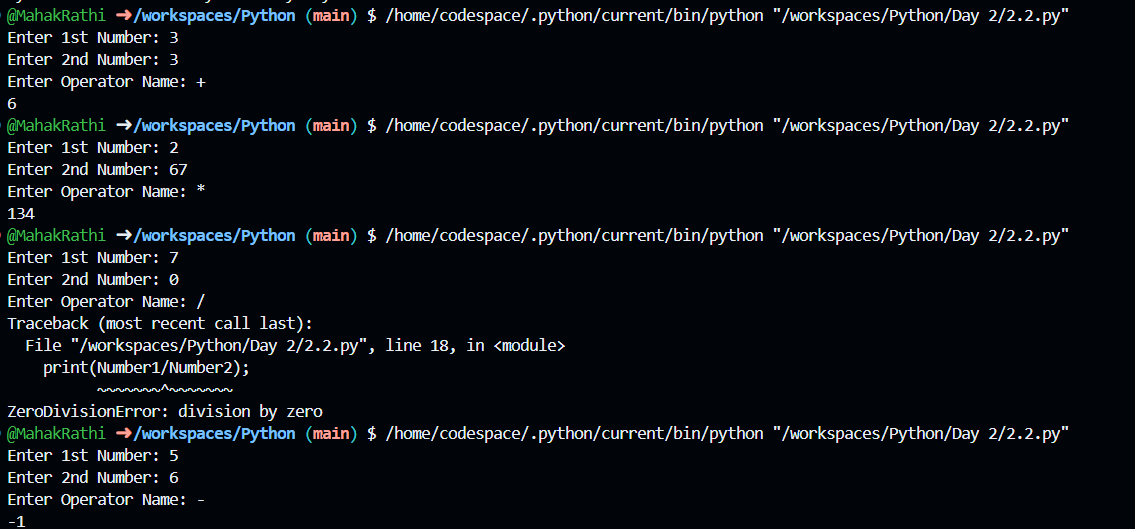 @MahakRathi ➜/workspaces/Python (main) $ /home/codespace/.python/current/bin/python "/workspaces/Python/Day 2/2.2.py"
Enter 1st Number: 3
Enter 2nd Number: 3
Enter Operator Name: +
6
@MahakRathi ➜/workspaces/Python (main) $ /home/codespace/.python/current/bin/python "/workspaces/Python/Day 2/2.2.py"
Enter 1st Number: 2
Enter 2nd Number: 67
Enter Operator Name: *
134
@MahakRathi ➜/workspaces/Python (main) $ /home/codespace/.python/current/bin/python "/workspaces/Python/Day 2/2.2.py"
Enter 1st Number: 7
Enter 2nd Number: 0
Enter Operator Name: /
Traceback (most recent call last):
  File "/workspaces/Python/Day 2/2.2.py", line 18, in <module>
    print(Number1/Number2);
          ~~~~~~~^~~~~~~~
ZeroDivisionError: division by zero
@MahakRathi ➜/workspaces/Python (main) $ /home/codespace/.python/current/bin/python "/workspaces/Python/Day 2/2.2.py"
Enter 1st Number: 5
Enter 2nd Number: 6
Enter Operator Name: -
-1